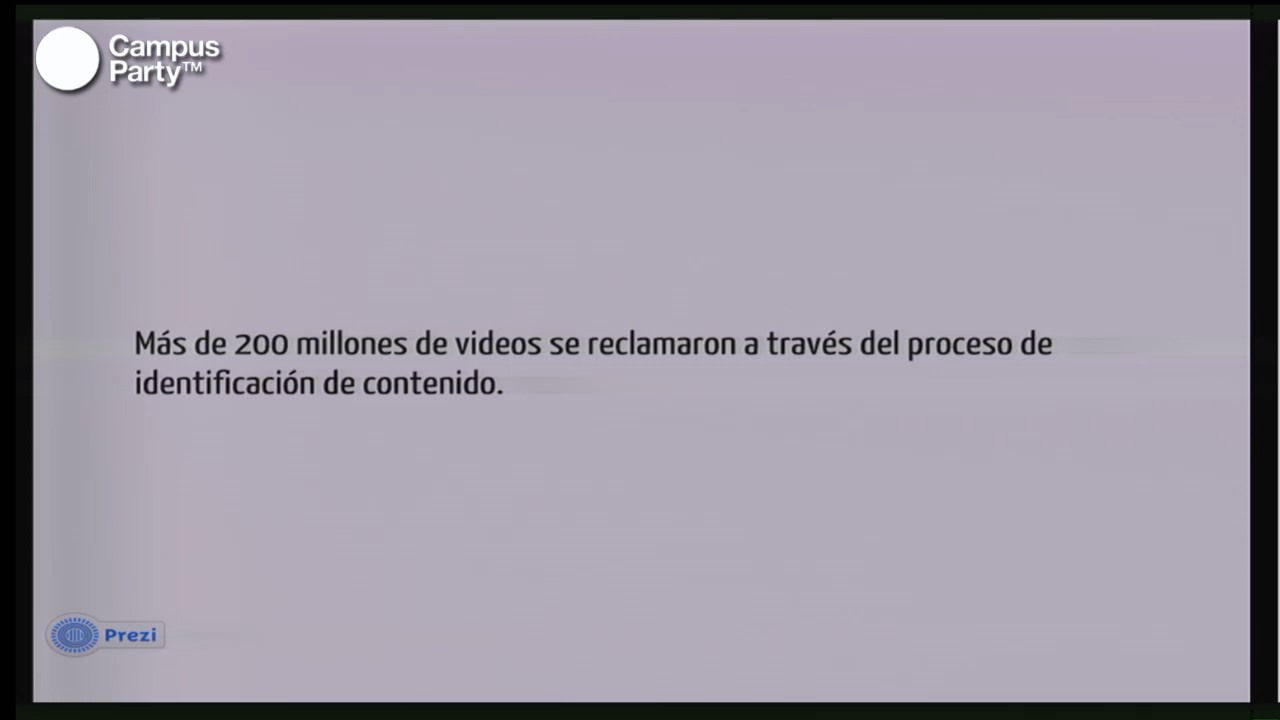 Campus
Party™
Más de 200 millones de videos se reclamaron a través del proceso de
identificación de contenido.
Prezi